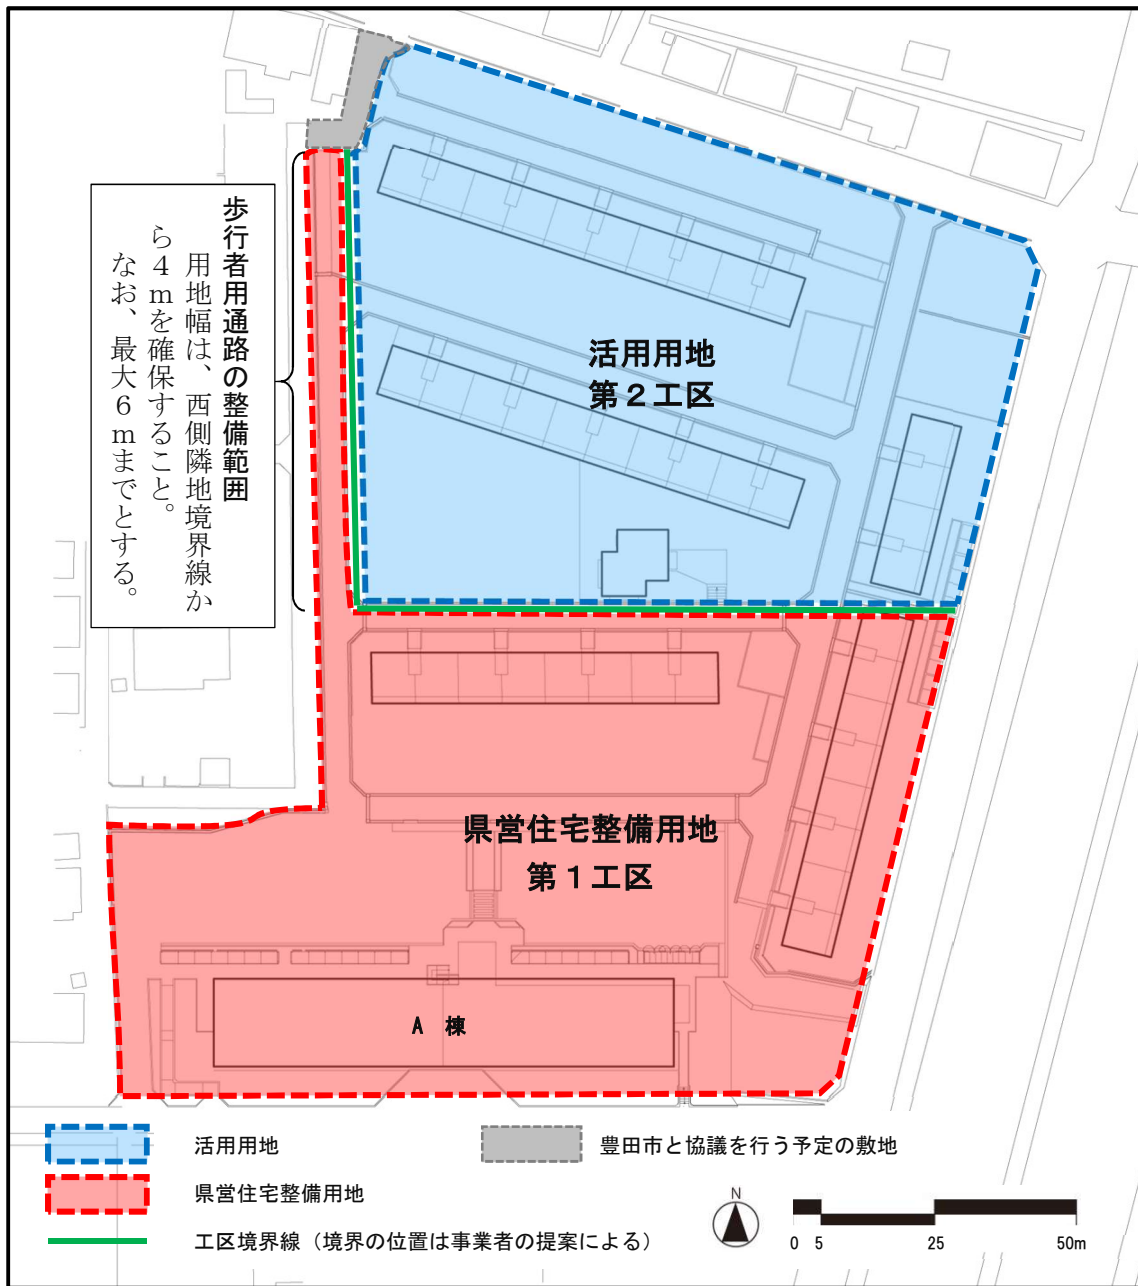 歩行者用通路の整備範囲
用地幅は、西側隣地境界線か
ら４ｍを確保すること。
なお、最大６ｍまでとする。
活用用地
第２工区
県営住宅整備用地
第１工区
A 棟
活用用地
豊田市と協議を行う予定の敷地
県営住宅整備用地
工区境界線（境界の位置は事業者の提案による）
N
0 5 25 50m